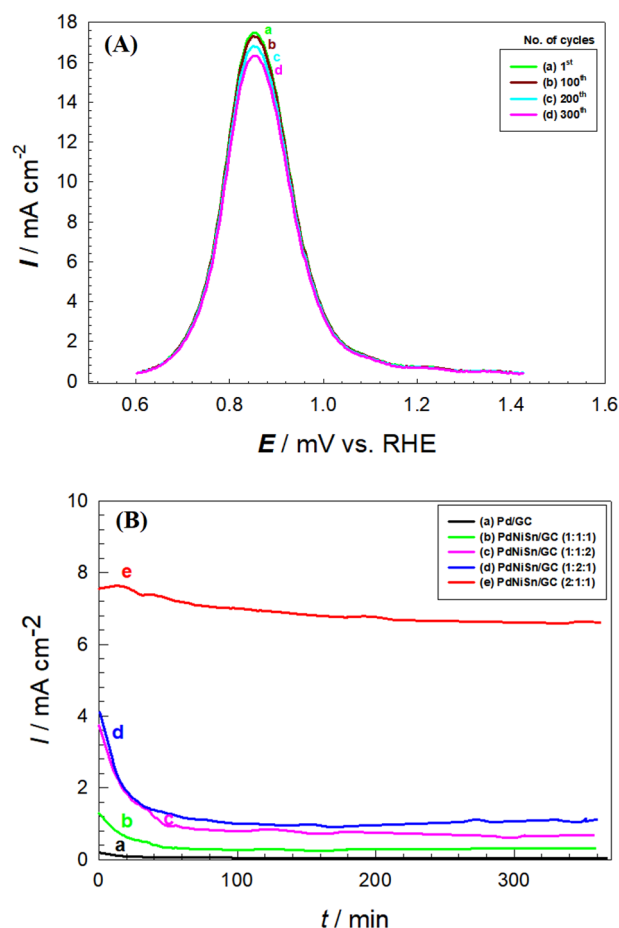 (A)
18
16
14
12
10
8
6
4
2
0
I / mA cm-2
a
b
c
d
No. of cycles
(a) 1st
(b) 100th
(c) 200th
(d) 300th
0.6 0.8 1.0 1.2 1.4 1.6
E / mV vs. RHE
(B)
10
8
6
4
2
0
I / mA cm-2
(a) Pd/GC
(b) PdNiSn/GC (1:1:1)
(c) PdNiSn/GC (1:1:2)
(d) PdNiSn/GC (1:2:1)
(e) PdNiSn/GC (2:1:1)
e
d
b
c
a
0 100 200 300
t / min